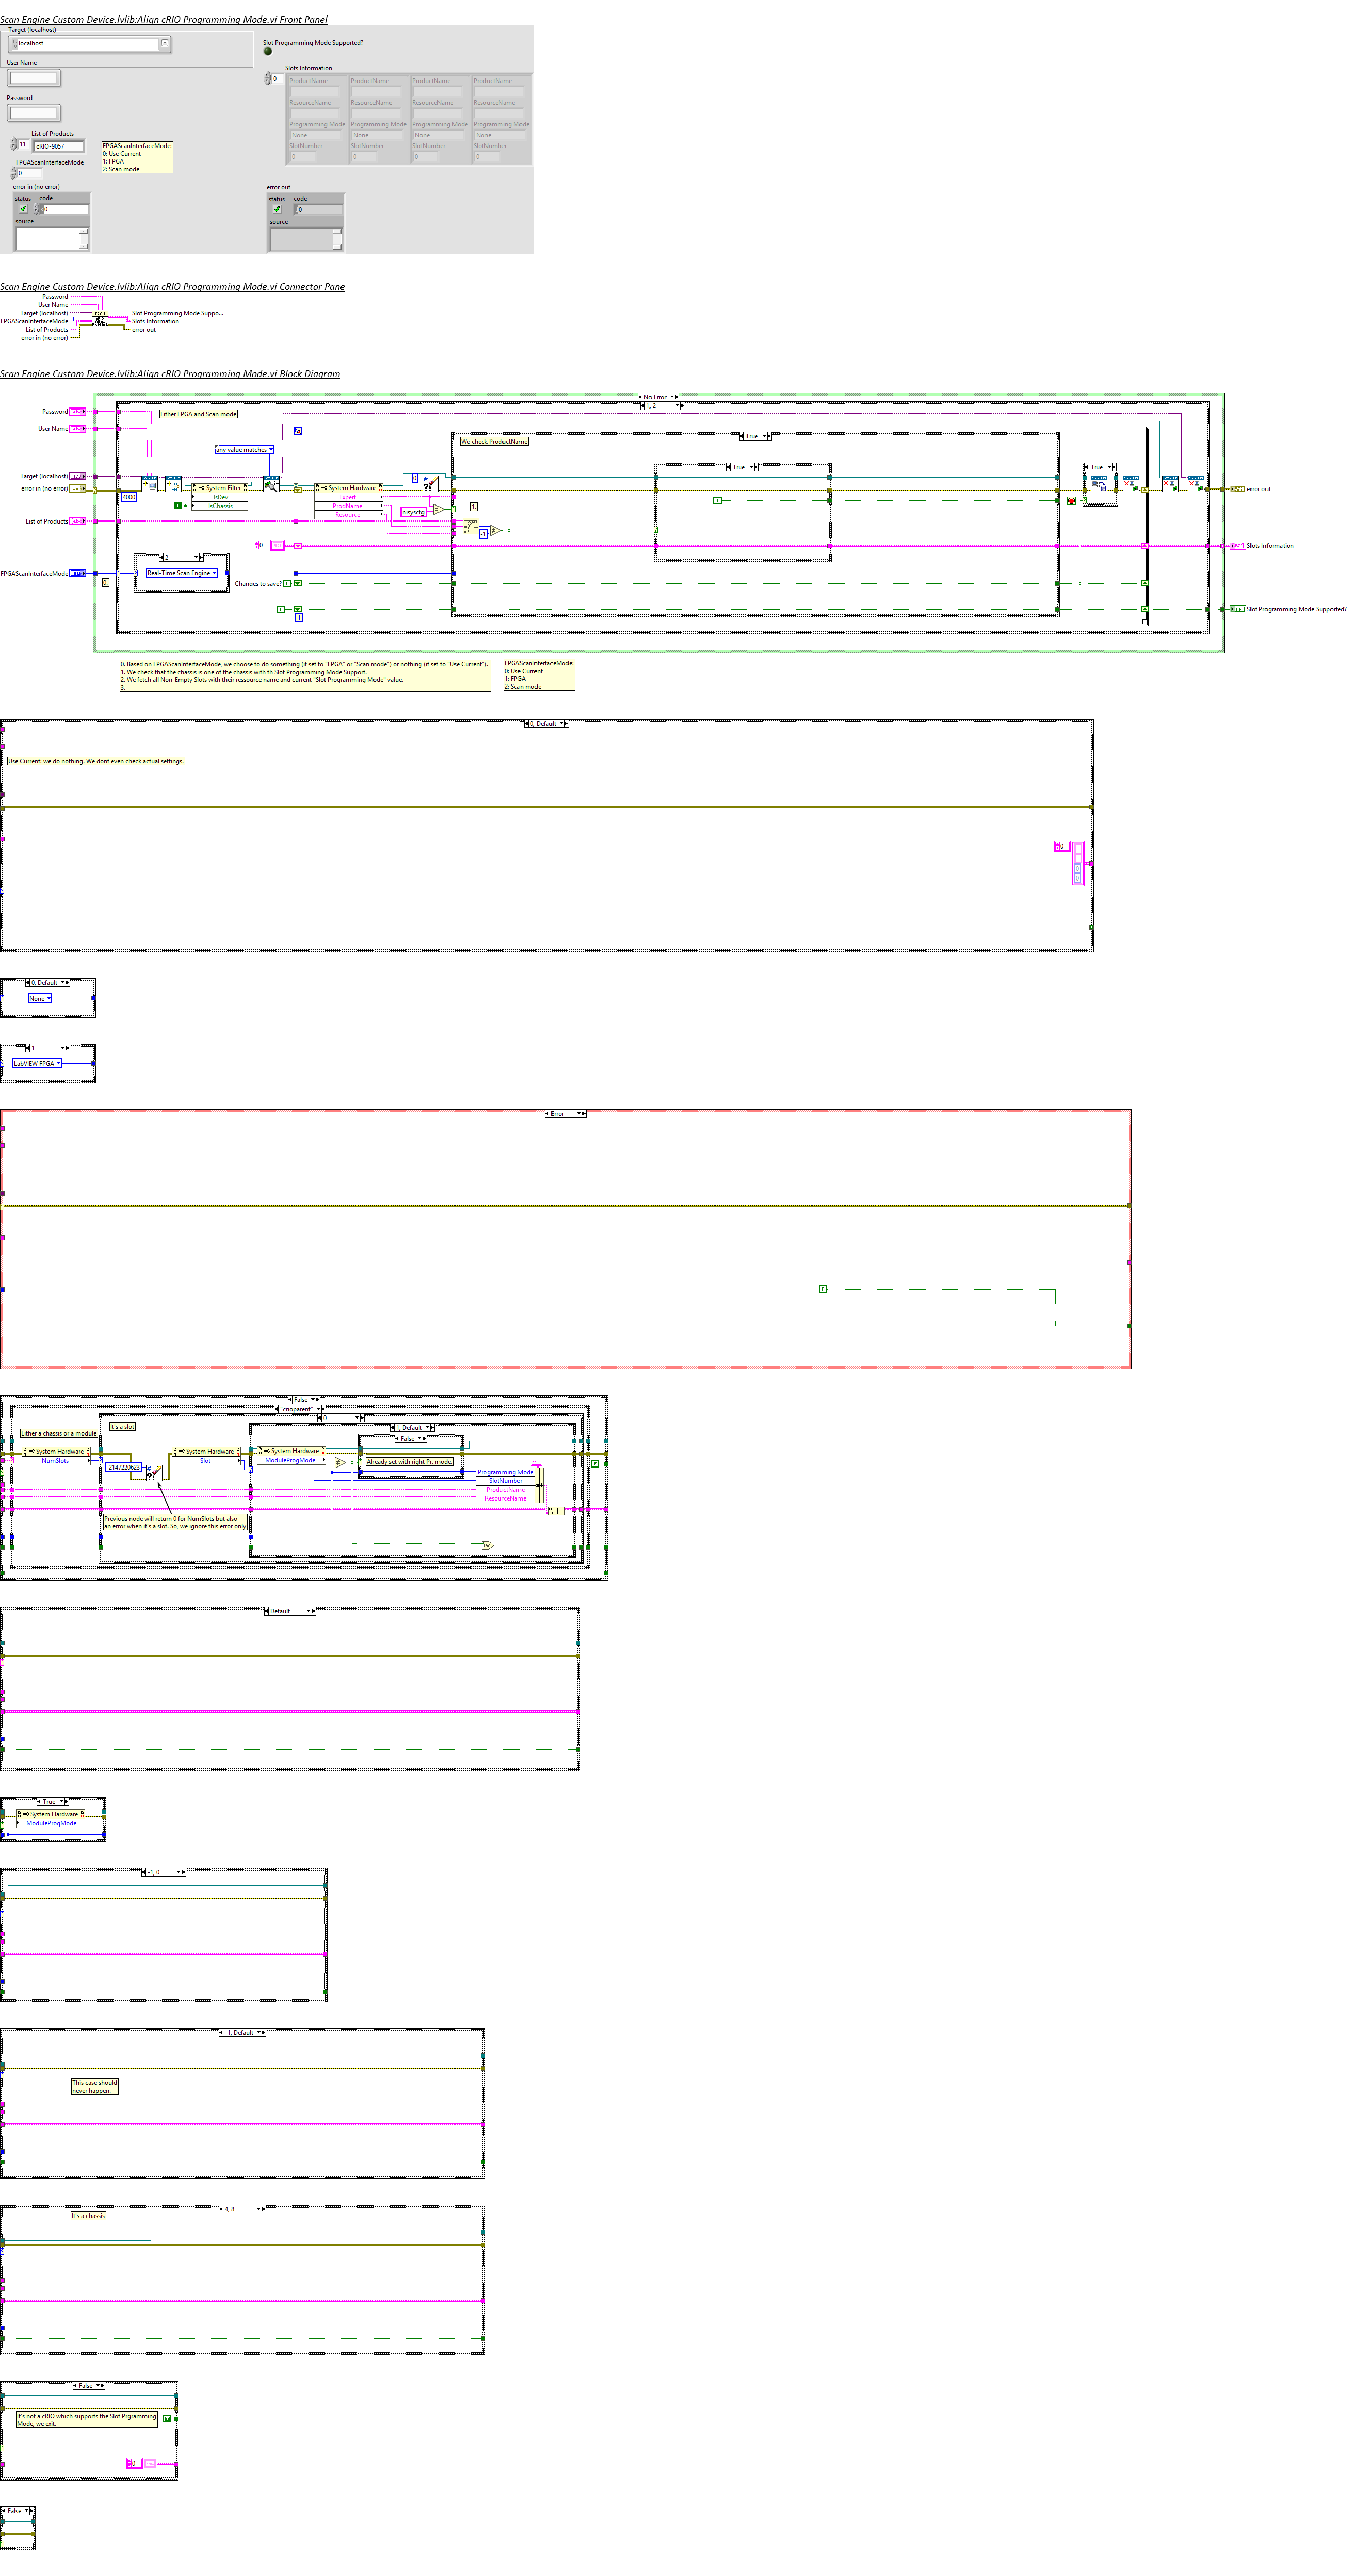 Scan Engine Custom Device.lvlib:Align cRIO Programming Mode.vi Front Panel
Target (localhost)
localhost
User Name
Password
List of Products
11
cRIO-9057
FPGAScanInterfaceMode
0
FPGAScanInterfaceMode:
0: Use Current
1: FPGA
2: Scan mode
error in (no error)
status
code
0
source
Slot Programming Mode Supported?
Slots Information
0
ProductName
ProductName
ProductName
ProductName
ResourceName
ResourceName
ResourceName
ResourceName
Programming Mode
Programming Mode
Programming Mode
Programming Mode
None
None
None
None
SlotNumber
SlotNumber
SlotNumber
SlotNumber
0
0
0
0
error out
status
code
0
source
Scan Engine Custom Device.lvlib:Align cRIO Programming Mode.vi Connector Pane
Password
User Name
Target (localhost)
FPGAScanInterfaceMode
List of Products
error in (no error)
Slot Programming Mode Suppo...
Slots Information
error out
Scan Engine Custom Device.lvlib:Align cRIO Programming Mode.vi Block Diagram
No Error
1, 2
Password
Either FPGA and Scan mode
User Name
True
We check ProductName
any value matches
True
True
Target (localhost)
error in (no error)
4000
System Filter
IsDev
IsChassis
System Hardware
Expert
ProdName
Resource
0
nisyscfg
1.
-1
F
error out
List of Products
0
Slots Information
2
Real-Time Scan Engine
FPGAScanInterfaceMode
0.
Changes to save?
F
F
i
Slot Programming Mode Supported?
0. Based on FPGAScanInterfaceMode, we choose to do something (if set to "FPGA" or "Scan mode") or nothing (if set to "Use Current").
1. We check that the chassis is one of the chassis with th Slot Programming Mode Support.
2. We fetch all Non-Empty Slots with their ressource name and current "Slot Programming Mode" value.
3.
FPGAScanInterfaceMode:
0: Use Current
1: FPGA
2: Scan mode
0, Default
Use Current: we do nothing. We dont even check actual settings.
0
0, Default
None
1
LabVIEW FPGA
Error
F
False
"crioparent"
0
It's a slot
1, Default
False
Either a chassis or a module
System Hardware
NumSlots
-2147220623
System Hardware
Slot
System Hardware
ModuleProgMode
Already set with right Pr. mode.
Programming Mode
SlotNumber
ProductName
ResourceName
F
Previous node will return 0 for NumSlots but also
an error when it's a slot. So, we ignore this error only
Default
True
System Hardware
ModuleProgMode
-1, 0
-1, Default
This case should
never happen.
4, 8
It's a chassis
False
It's not a cRIO which supports the Slot Prgramming
Mode, we exit.
0
False